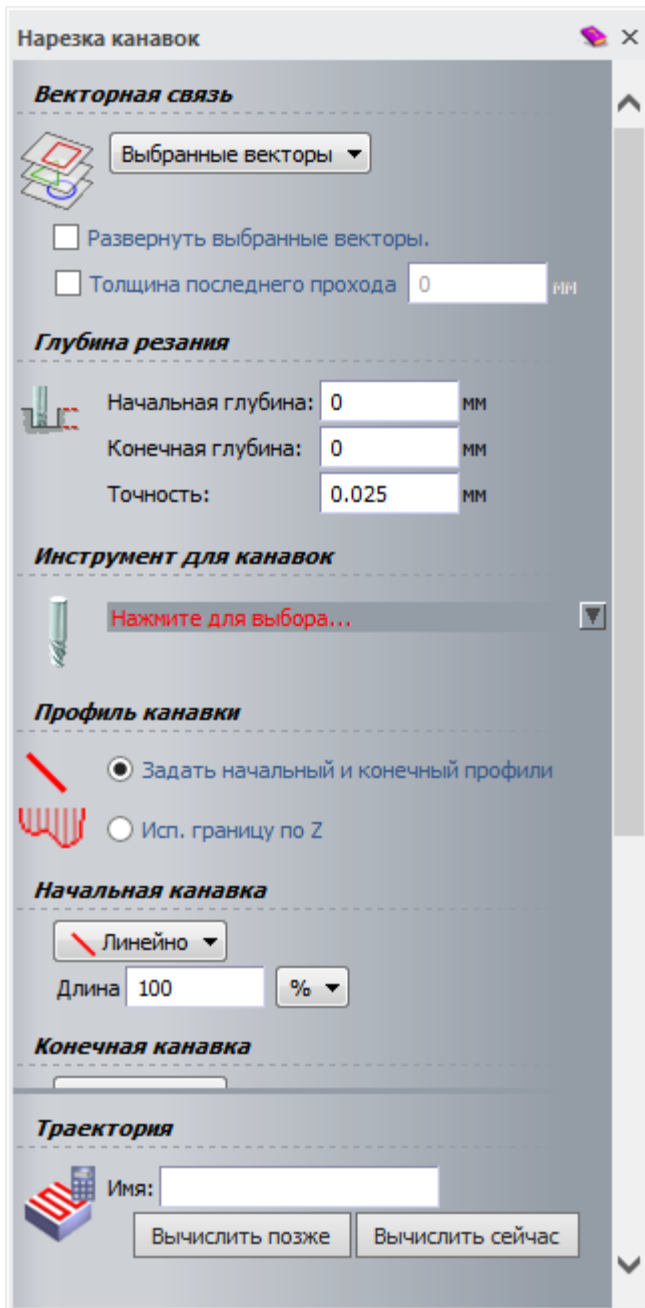 Нарезка канавок
Векторная связь
Выбранные векторы
Развернуть выбранные векторы.
Толщина последнего прохода 0 мм
Глубина резания
Начальная глубина: 0 мм
Конечная глубина: 0 мм
Точность: 0.025 мм
Инструмент для канавок
Нажмите для выбора...
Профиль канавки
Задать начальный и конечный профили
Исп. границу по Z
Начальная канавка
Линейно
Длина 100 %
Конечная канавка
Траектория
Имя:
Вычислить позже Вычислить сейчас